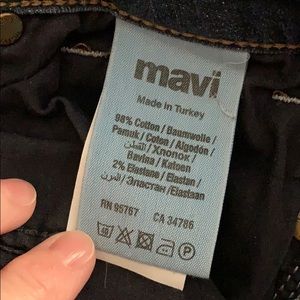 mavi
Made in Turkey
98% Cotton / Baumwolle /
Pamuk / Coton / Algodón /
القطن / Хлопок /
Bavlna / Katoen
2% Elastane / Elastan /
المرن / Эластан / Elastaan
RN 95767 CA 34786